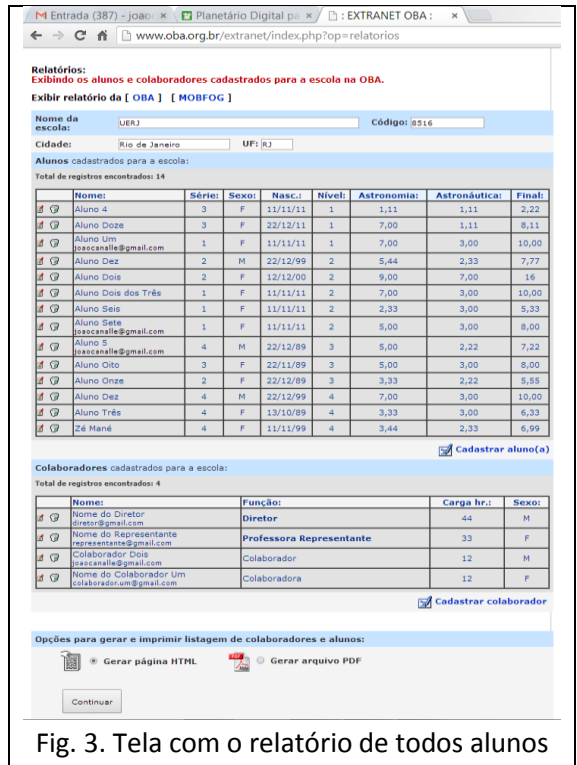 Entrada (387) - joao
Planetário Digital pa
: EXTRANET OBA :
www.oba.org.br/extranet/index.php?op=relatorios
Relatórios:
Exibindo os alunos e colaboradores cadastrados para a escola na OBA.
Exibir relatório da [ OBA ] [ MOBFOG ]
Nome da escola: UERJ Código: 8516
Cidade: Rio de Janeiro UF: RJ
Alunos cadastrados para a escola:
Total de registros encontrados: 14
Nome: Série: Sexo: Nasc.: Nível: Astronomia: Astronáutica: Final:
Aluno 4 3 F 11/11/11 1 1,11 1,11 2,22
Aluno Doze 3 F 22/12/11 1 7,00 1,11 8,11
Aluno Um 1 F 11/11/11 1 7,00 3,00 10,00
joaocanalle@gmail.com
Aluno Dez 2 M 22/12/99 2 5,44 2,33 7,77
Aluno Dois 2 F 12/12/00 2 9,00 7,00 16
Aluno Dois dos Três 1 F 11/11/11 2 7,00 3,00 10,00
Aluno Seis 1 F 11/11/11 2 2,33 3,00 5,33
Aluno Sete 1 F 11/11/11 2 5,00 3,00 8,00
joaocanalle@gmail.com
Aluno 5 4 M 22/12/89 3 5,00 2,22 7,22
joaocanalle@gmail.com
Aluno Oito 3 F 22/11/89 3 5,00 3,00 8,00
Aluno Onze 2 F 22/12/89 3 3,33 2,22 5,55
Aluno Dez 4 M 22/12/99 4 7,00 3,00 10,00
Aluno Três 4 F 13/10/89 4 3,33 3,00 6,33
Zé Mané 4 F 11/11/99 4 3,44 2,33 6,99
Cadastrar aluno(a)
Colaboradores cadastrados para a escola:
Total de registros encontrados: 4
Nome: Função: Carga hr.: Sexo:
Nome do Diretor Diretor 44 M
diretor@gmail.com
Nome do Representante Professora Representante 33 F
representante@gmail.com
Colaborador Dois Colaborador 12 M
joaocanalle@gmail.com
Nome do Colaborador Um Colaboradora 12 F
colaborador.um@gmail.com
Cadastrar colaborador
Opções para gerar e imprimir listagem de colaboradores e alunos:
Gerar página HTML Gerar arquivo PDF
Continuar
Fig. 3. Tela com o relatório de todos alunos